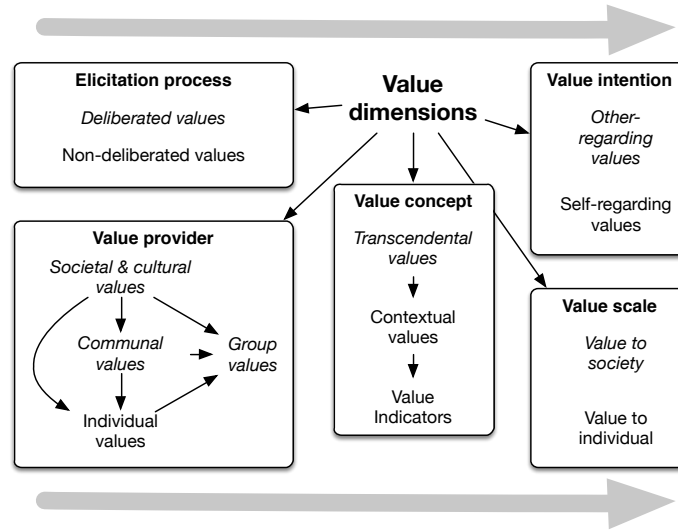 Elicitation process
Deliberated values
Non-deliberated values
Value
dimensions
Value intention
Other-
regarding
values
Self-regarding
values
Value provider
Societal & cultural
values
Communal
values
Group
values
Individual
values
Value concept
Transcendental
values
Contextual
values
Value
Indicators
Value scale
Value to
society
Value to
individual